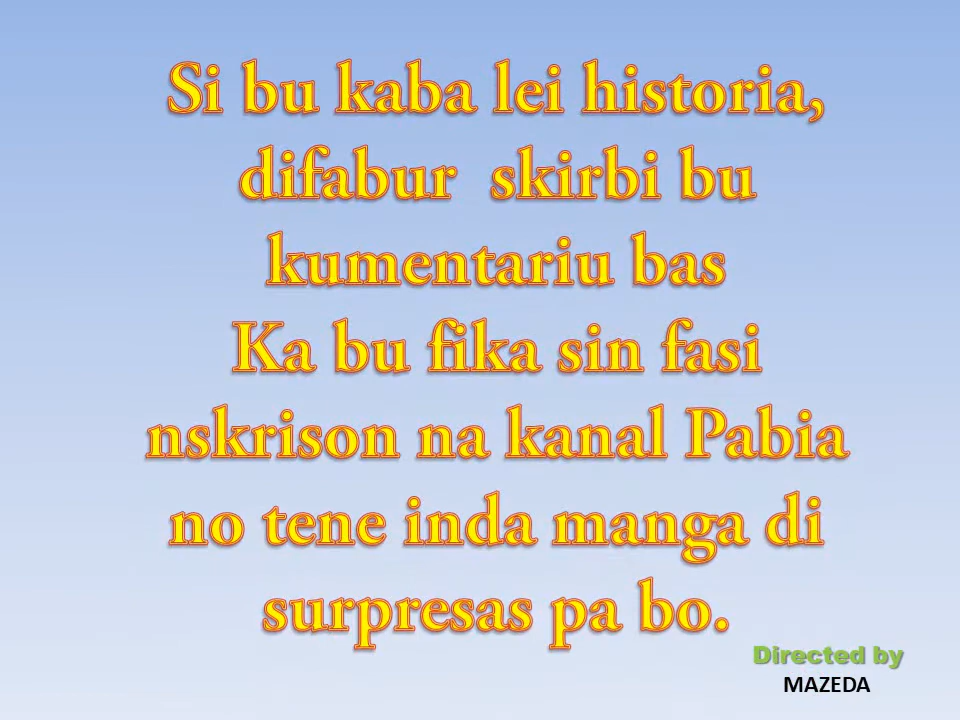 Si bu kaba lei historia,
difabur  skirbi bu
kumentariu bas
Ka bu fika sin fasi
nskrison na kanal Pabia
no tene inda manga di
surpresas pa bo.
Directed by
MAZEDA